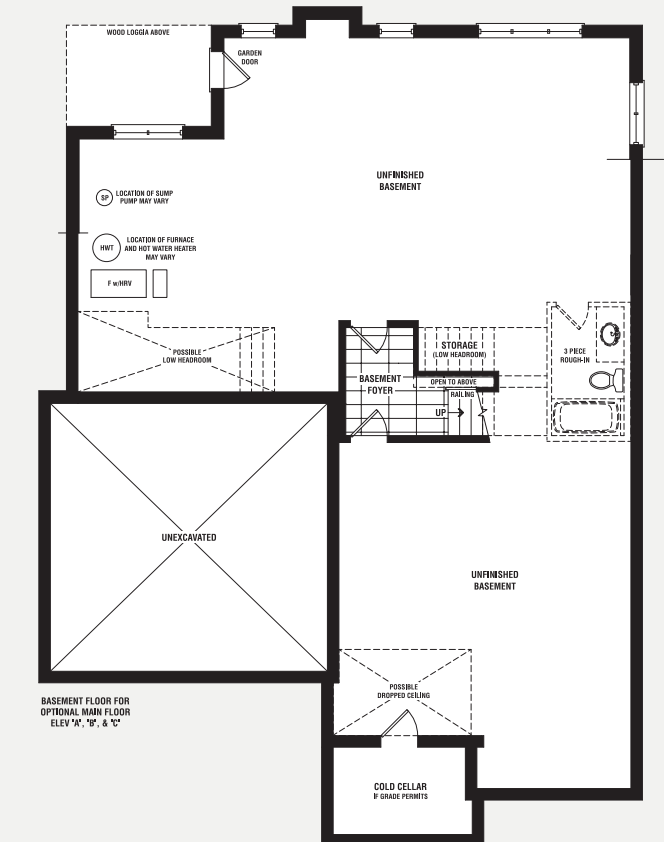 WOOD LOGGIA ABOVE
GARDEN
DOOR
UNFINISHED
BASEMENT
SP
LOCATION OF SUMP
PUMP MAY VARY
HWT
LOCATION OF FURNACE
AND HOT WATER HEATER
MAY VARY
F w/HRV
POSSIBLE
LOW HEADROOM
STORAGE
(LOW HEADROOM)
3 PIECE
ROUGH-IN
BASEMENT
FOYER
OPEN TO ABOVE
RAILING
UP
UNEXCAVATED
UNFINISHED
BASEMENT
POSSIBLE
DROPPED CEILING
BASEMENT FLOOR FOR
OPTIONAL MAIN FLOOR
ELEV "A", "B", & "C"
COLD CELLAR
IF GRADE PERMITS